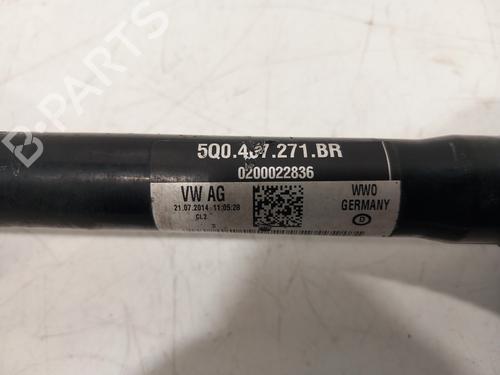 B-PARTS
5Q0.407.271.BR
0200022836
VW AG
21.07.2014 11:05:28
CL2
WWO
GERMANY
D